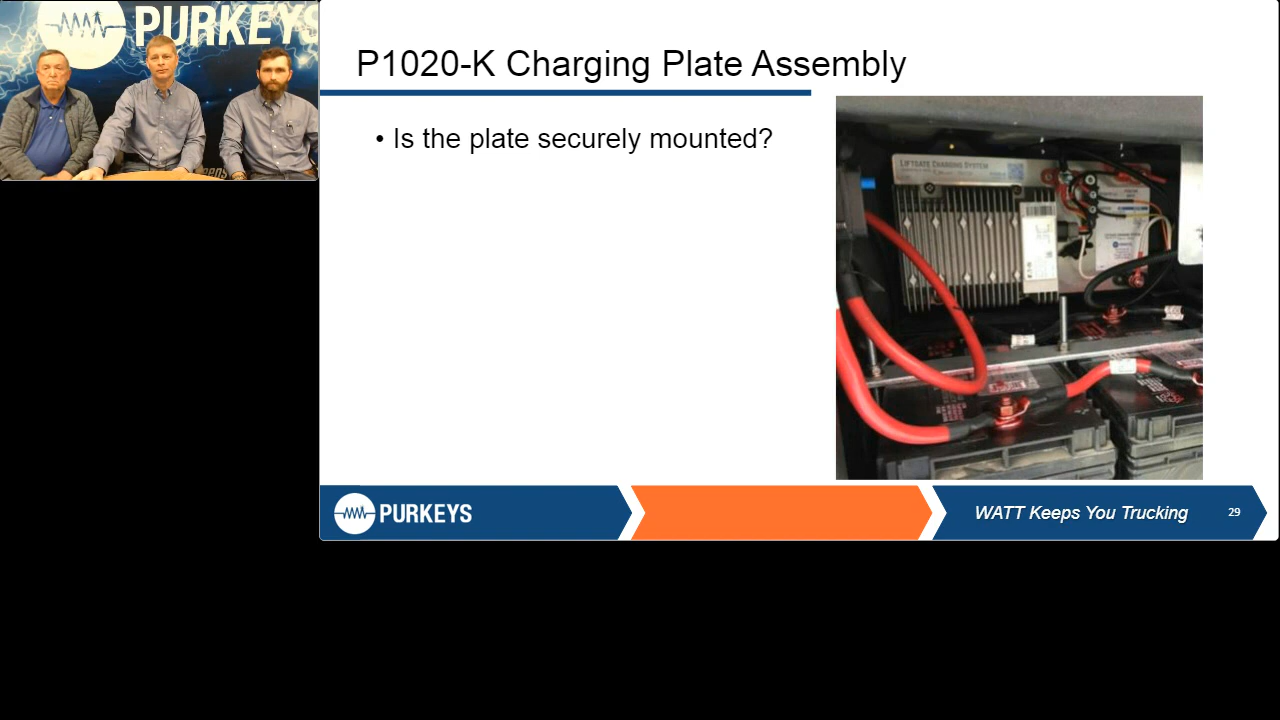 PURKEYS
P1020-K Charging Plate Assembly
• Is the plate securely mounted?
LIFTGATE CHARGING SYSTEM
PURKEYS
WATT Keeps You Trucking
29